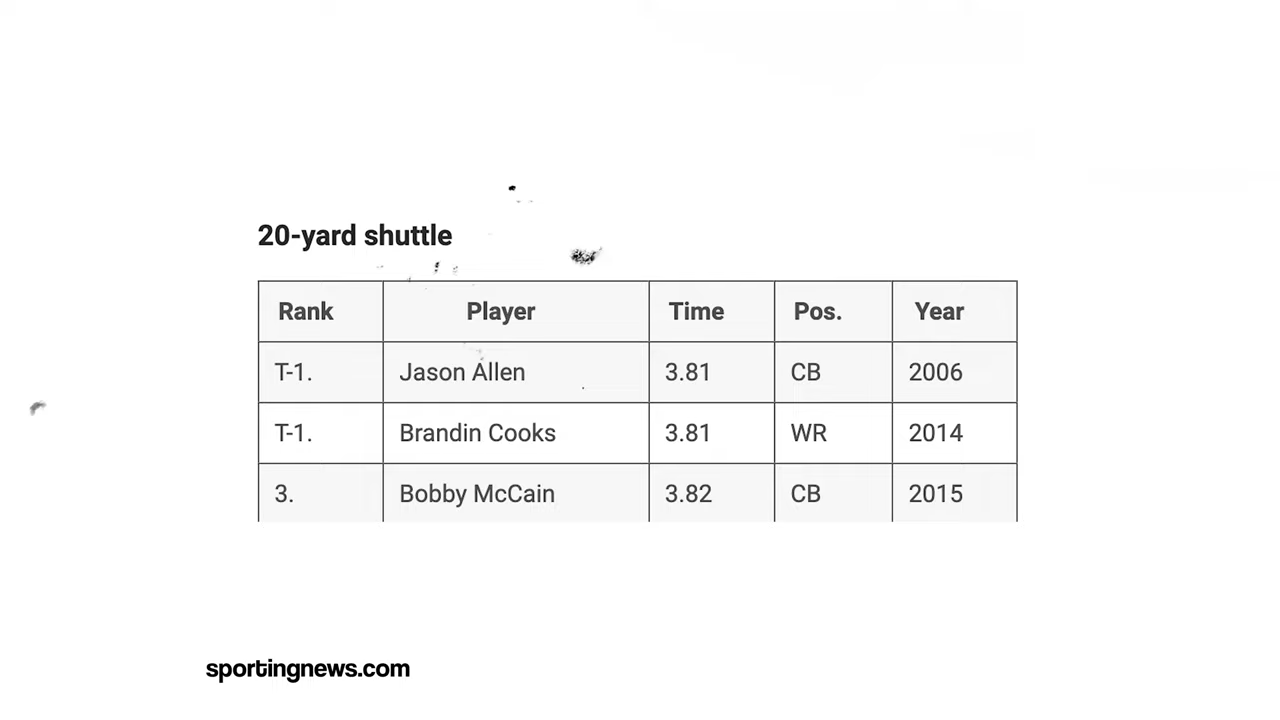 20-yard shuttle
Rank Player Time Pos. Year
T-1. Jason Allen 3.81 CB 2006
T-1. Brandin Cooks 3.81 WR 2014
3. Bobby McCain 3.82 CB 2015
sportingnews.com